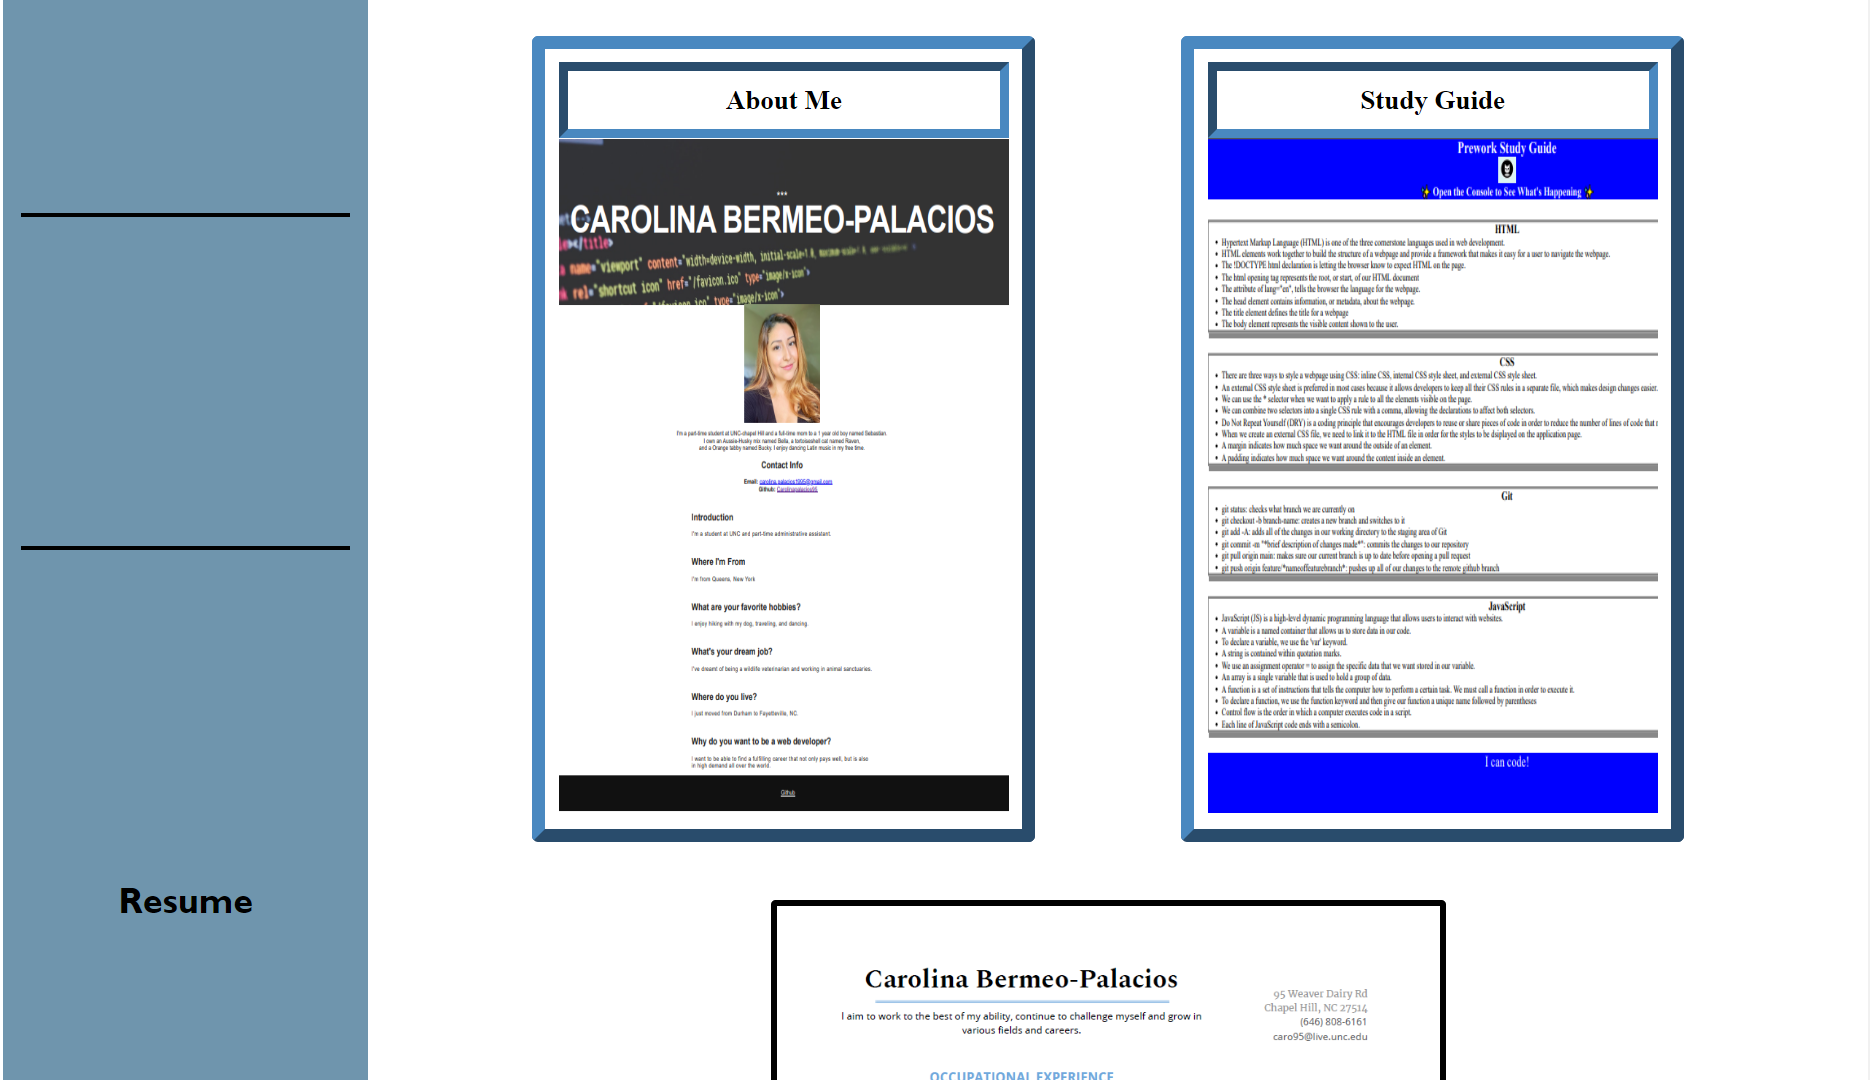 About Me
***
CAROLINA BERMEO-PALACIOS
</title>
name="viewport" content="width=device-width, initial-scale=1.0, maximum-scale=1.0,
rel="shortcut icon" href="/favicon.ico" type="image/x-icon">
"/favicon.ico" type="image/x-icon">
I'm a part-time student at UNC-chapel Hill and a full-time mom to a 1 year old boy named Sebastian
I own an Aussie-Husky mix named Bella, a tortoiseshell cat named Raven,
and a Orange tabby named Bucky. I enjoy dancing Latin music in my free time.
Contact Info
Email: carolina.palacios1995@gmail.com
Github: Carolinapalacios95
Introduction
I'm a student at UNC and part-time administrative assistant.
Where I'm From
I'm from Queens, New York
What are your favorite hobbies?
I enjoy hiking with my dog, traveling, and dancing.
What's your dream job?
I've dreamt of being a wildlife veterinarian and working in animal sanctuaries.
Where do you live?
I just moved from Durham to Fayetteville, NC.
Why do you want to be a web developer?
I want to be able to find a fulfilling career that not only pays well, but is also
in high demand all over the world.
Github
Study Guide
Prework Study Guide
✨ Open the Console to See What's Happening ✨
HTML
• Hypertext Markup Language (HTML) is one of the three cornerstone languages used in web development.
• HTML elements work together to build the structure of a webpage and provide a framework that makes it easy for a user to navigate the webpage.
• The !DOCTYPE html declaration is letting the browser know to expect HTML on the page.
• The html opening tag represents the root, or start, of our HTML document
• The attribute of lang="en", tells the browser the language for the webpage.
• The head element contains information, or metadata, about the webpage.
• The title element defines the title for a webpage
• The body element represents the visible content shown to the user.
CSS
• There are three ways to style a webpage using CSS: inline CSS, internal CSS style sheet, and external CSS style sheet.
• An external CSS style sheet is preferred in most cases because it allows developers to keep all their CSS rules in a separate file, which makes design changes easier.
• We can use the * selector when we want to apply a rule to all the elements visible on the page.
• We can combine two selectors into a single CSS rule with a comma, allowing the declarations to affect both selectors.
• Do Not Repeat Yourself (DRY) is a coding principle that encourages developers to reuse or share pieces of code in order to reduce the number of lines of code that
• When we create an external CSS file, we need to link it to the HTML file in order for the styles to be dsiplayed on the application page.
• A margin indicates how much space we want around the outside of an element.
• A padding indicates how much space we want around the content inside an element.
Git
• git status: checks what branch we are currently on
• git checkout -b branch-name: creates a new branch and switches to it
• git add -A: adds all of the changes in our working directory to the staging area of Git
• git commit -m "*brief description of changes made*": commits the changes to our repository
• git pull origin main: makes sure our current branch is up to date before opening a pull request
• git push origin feature/*nameoffeaturebranch*: pushes up all of our changes to the remote github branch
JavaScript
• JavaScript (JS) is a high-level dynamic programming language that allows users to interact with websites.
• A variable is a named container that allows us to store data in our code.
• To declare a variable, we use the 'var' keyword.
• A string is contained within quotation marks.
• We use an assignment operator = to assign the specific data that we want stored in our variable.
• An array is a single variable that is used to hold a group of data.
• A function is a set of instructions that tells the computer how to perform a certain task. We must call a function in order to execute it.
• To declare a function, we use the function keyword and then give our function a unique name followed by parentheses
• Control flow is the order in which a computer executes code in a script.
• Each line of JavaScript code ends with a semicolon.
I can code!
Resume
Carolina Bermeo-Palacios
I aim to work to the best of my ability, continue to challenge myself and grow in
various fields and careers.
95 Weaver Dairy Rd
Chapel Hill, NC 27514
(646) 808-6161
caro95@live.unc.edu
OCCUPATIONAL EXPERIENCE